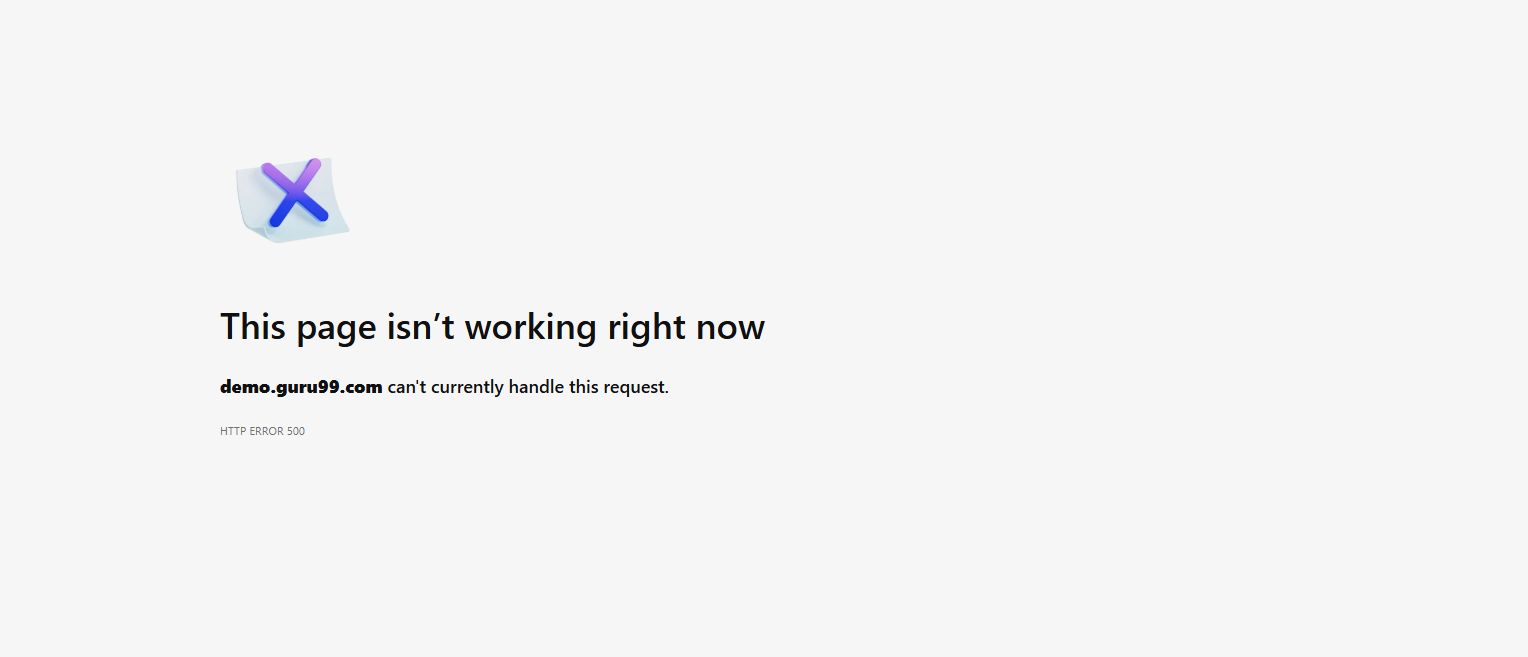 This page isn’t working right now
demo.guru99.com can't currently handle this request.
HTTP ERROR 500